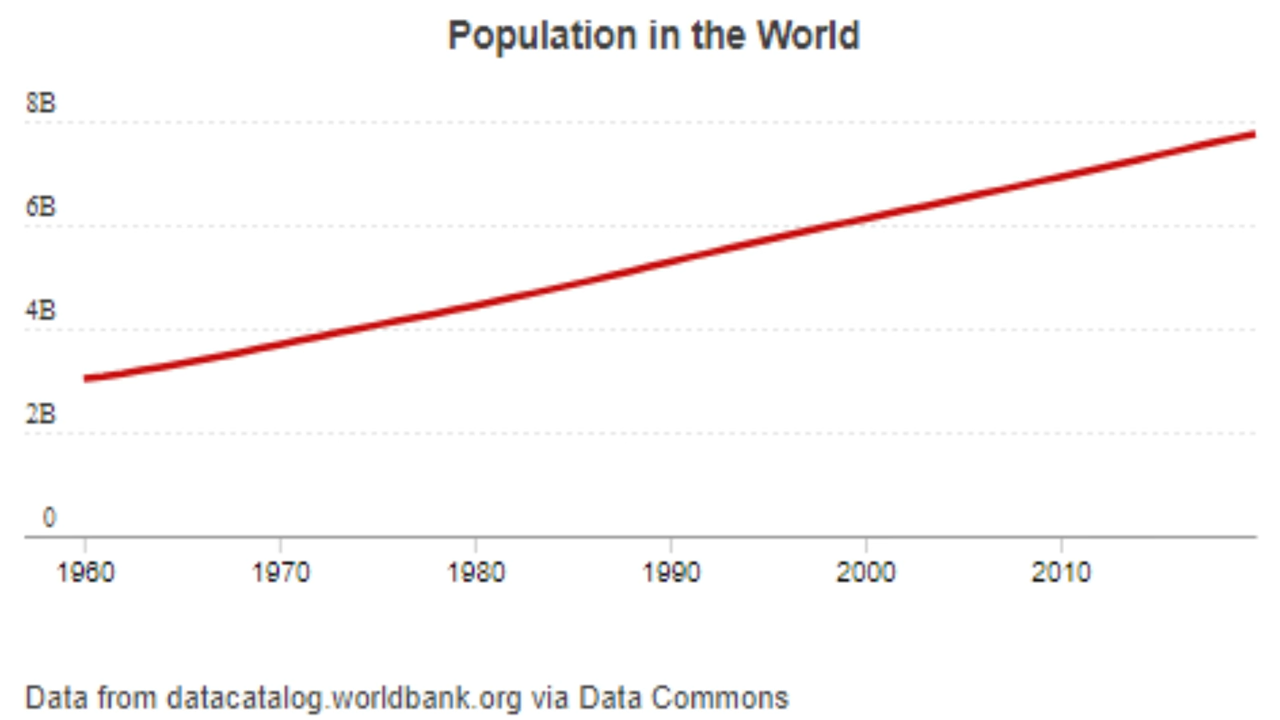 Population in the World
8B
6B
4B
2B
0
1960 1970 1980 1990 2000 2010
Data from datacatalog.worldbank.org via Data Commons